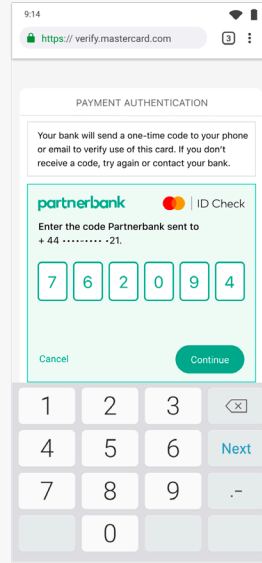 9:14
https:// verify.mastercard.com 3
PAYMENT AUTHENTICATION
Your bank will send a one-time code to your phone
or email to verify use of this card. If you don't
receive a code, try again or contact your bank.
partnerbank ID Check
Enter the code Partnerbank sent to
+ 44 ········· ·21.
7 6 2 0 9 4
Cancel Continue
1 2 3
4 5 6 Next
7 8 9 .-
0